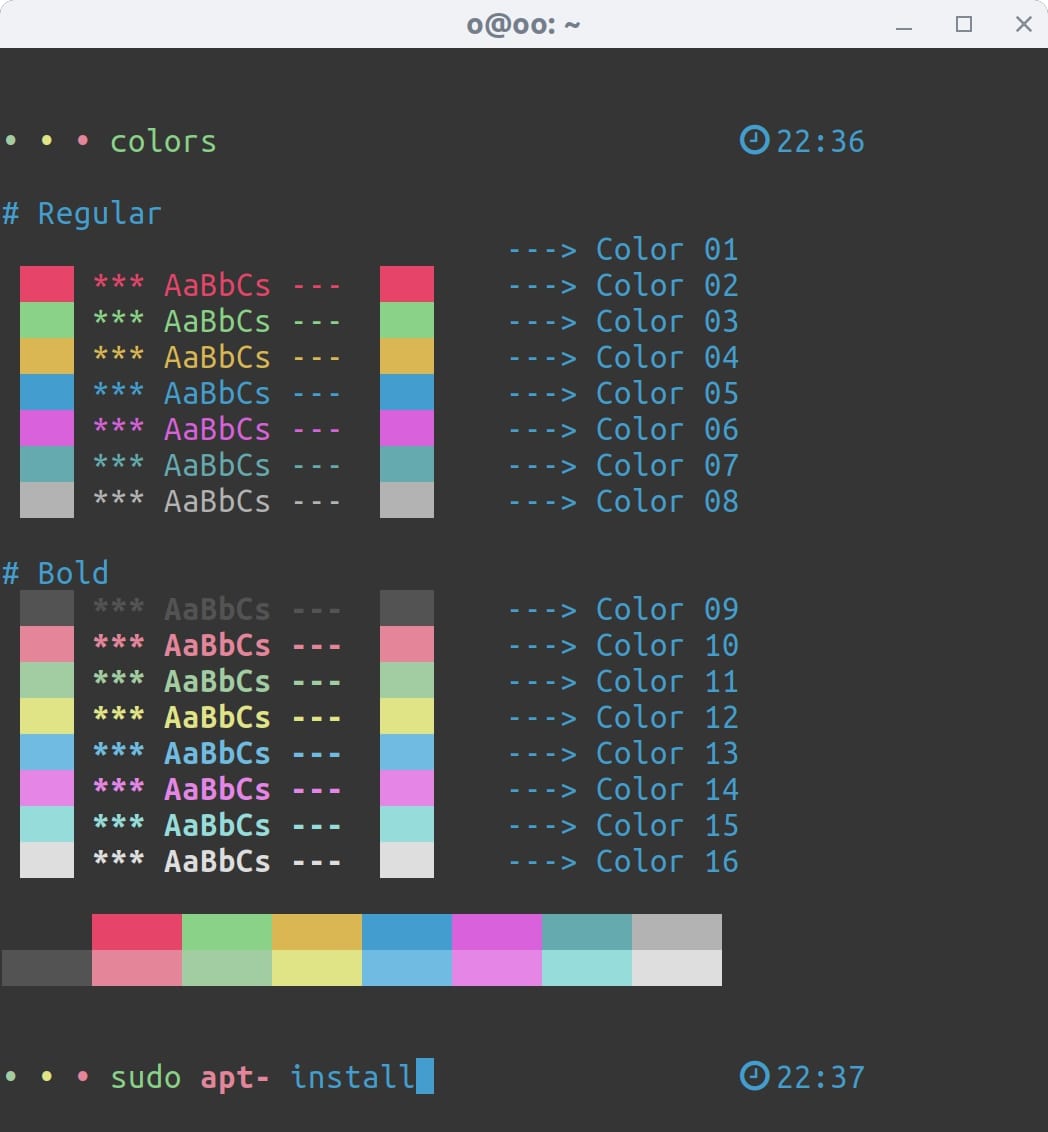 o@oo: ~
• • • colors 22:36
# Regular
---> Color 01
*** AaBbCs --- ---> Color 02
*** AaBbCs --- ---> Color 03
*** AaBbCs --- ---> Color 04
*** AaBbCs --- ---> Color 05
*** AaBbCs --- ---> Color 06
*** AaBbCs --- ---> Color 07
*** AaBbCs --- ---> Color 08
# Bold
*** AaBbCs --- ---> Color 09
*** AaBbCs --- ---> Color 10
*** AaBbCs --- ---> Color 11
*** AaBbCs --- ---> Color 12
*** AaBbCs --- ---> Color 13
*** AaBbCs --- ---> Color 14
*** AaBbCs --- ---> Color 15
*** AaBbCs --- ---> Color 16
• • • sudo apt- install 22:37